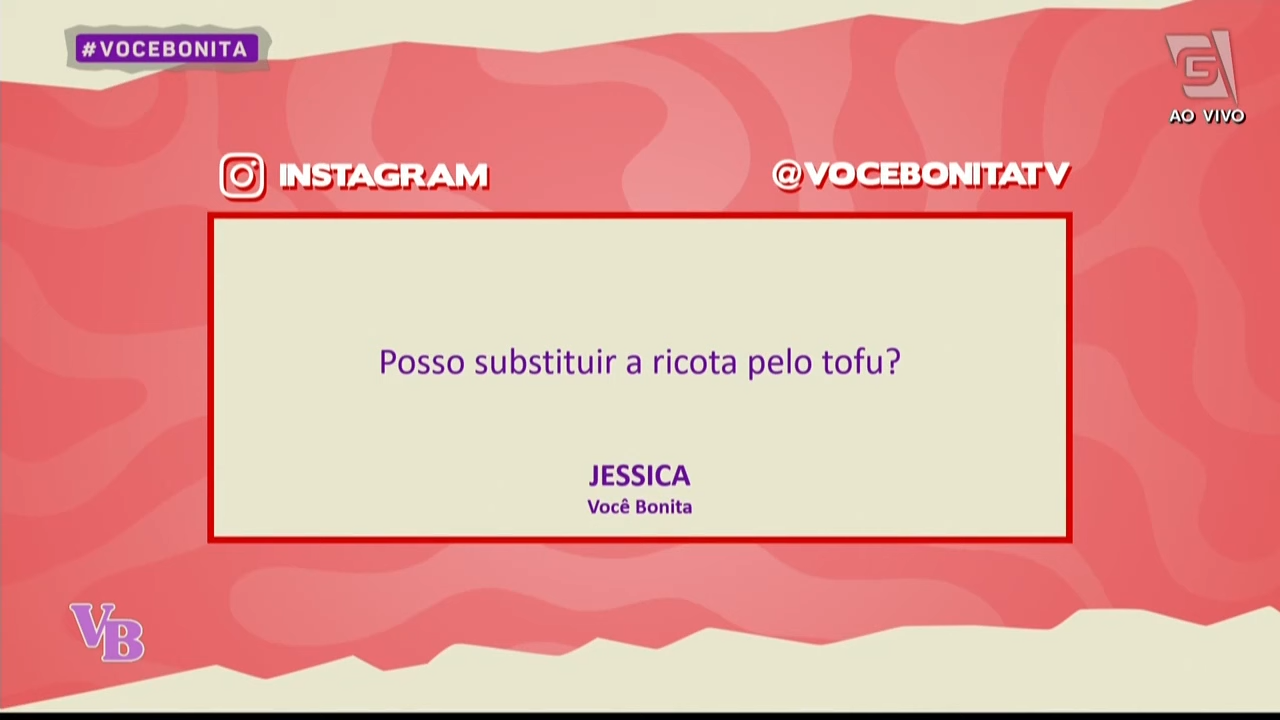 #VOCEBONITA
AO VIVO
INSTAGRAM
@VOCEBONITATV
Posso substituir a ricota pelo tofu?
JESSICA
Você Bonita
VB